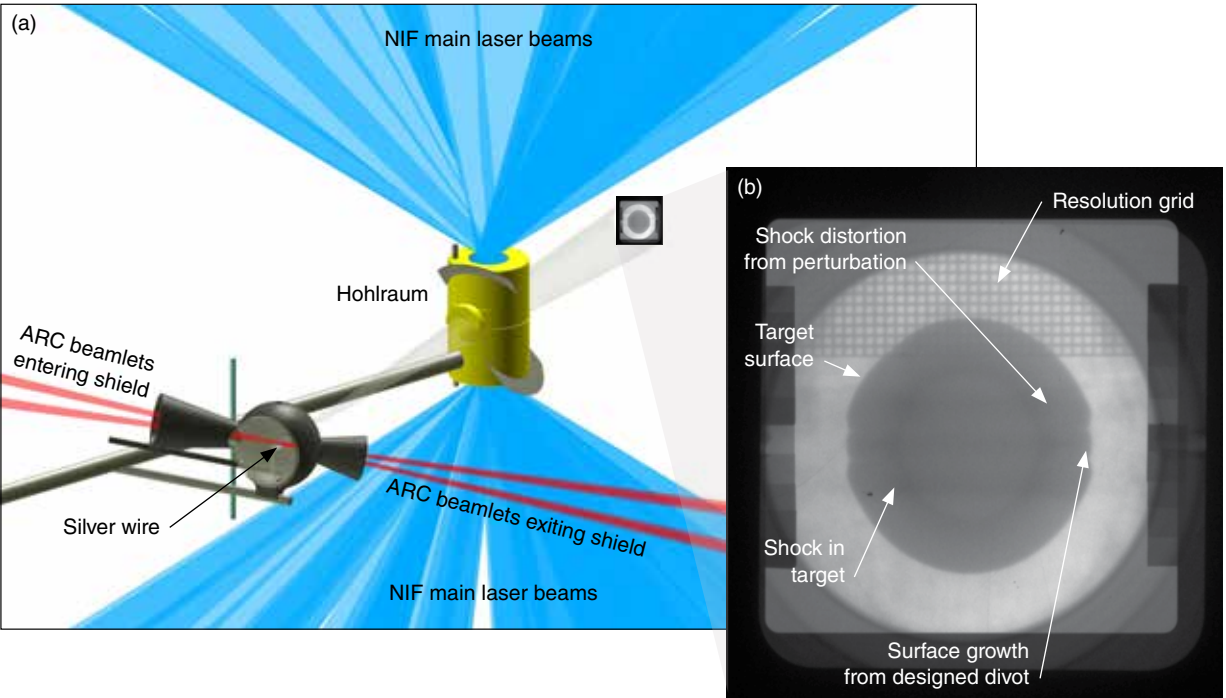 (a)
NIF main laser beams
Hohlraum
ARC beamlets
entering shield
Silver wire
ARC beamlets exiting shield
NIF main laser beams
(b)
Resolution grid
Shock distortion
from perturbation
Target
surface
Shock in
target
Surface growth
from designed divot